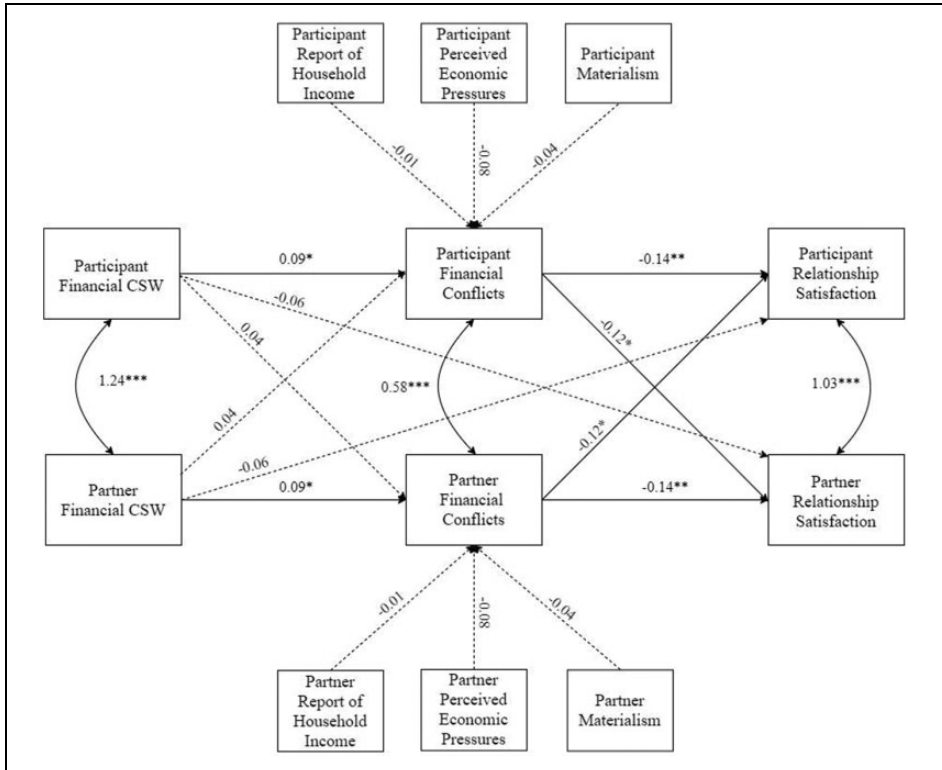 Participant
Report of
Household
Income
Participant
Perceived
Economic
Pressures
Participant
Materialism
-0.01
-0.08
-0.04
Participant
Financial CSW
0.09*
Participant
Financial
Conflicts
-0.14**
Participant
Relationship
Satisfaction
-0.06
0.04
-0.12*
1.24***
0.58***
1.03***
0.04
-0.12*
-0.06
Partner
Financial CSW
0.09*
Partner
Financial
Conflicts
-0.14**
Partner
Relationship
Satisfaction
-0.01
-0.08
-0.04
Partner
Report of
Household
Income
Partner
Perceived
Economic
Pressures
Partner
Materialism